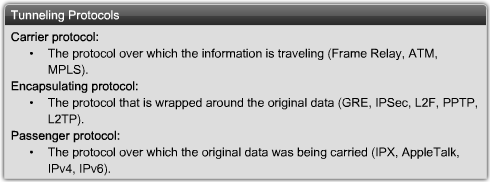 Tunneling Protocols
Carrier protocol:
• The protocol over which the information is traveling (Frame Relay, ATM,
MPLS).
Encapsulating protocol:
• The protocol that is wrapped around the original data (GRE, IPSec, L2F, PPTP,
L2TP).
Passenger protocol:
• The protocol over which the original data was being carried (IPX, AppleTalk,
IPv4, IPv6).